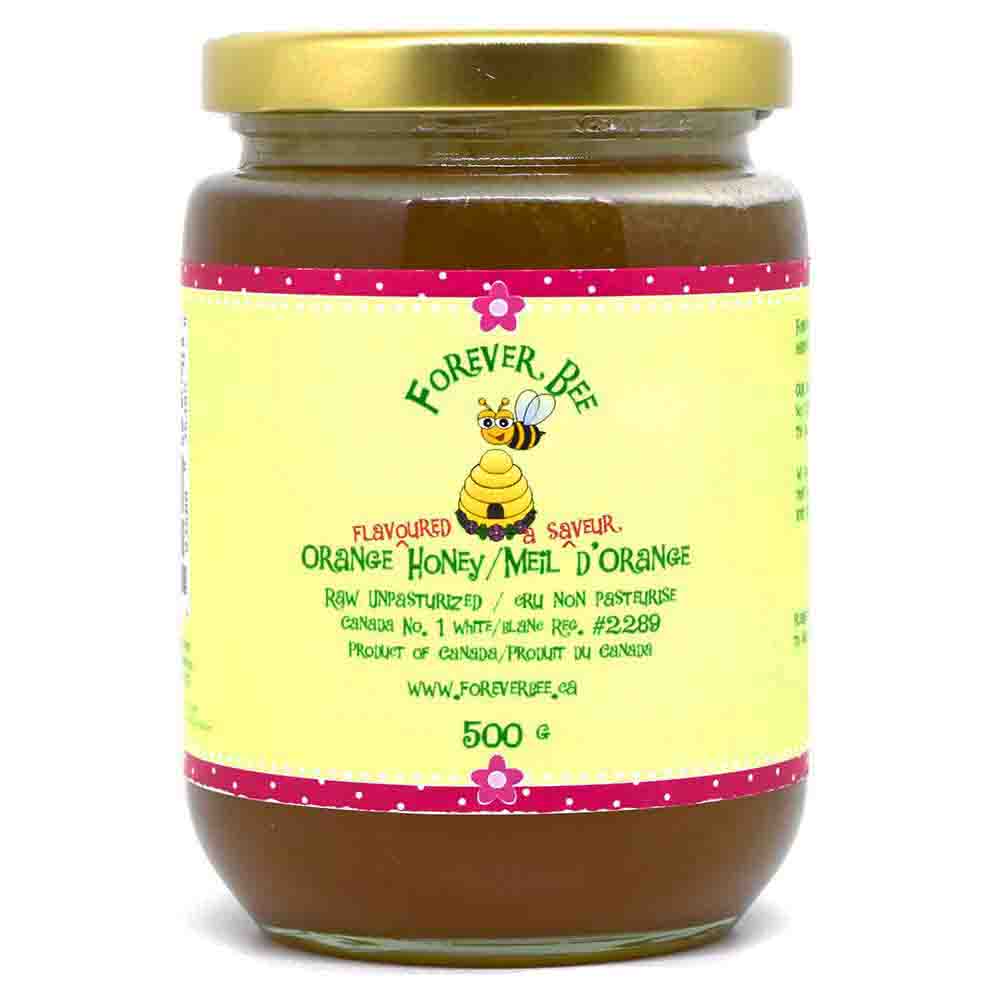 Forever Bee
flavoured à saveur
Orange ^ Honey/Meil ^ d'Orange
Raw Unpasturized / cru non pasteurise
Canada No. 1 white/blanc Reg. #2289
Product of Canada/Produit du Canada
www.foreverbee.ca
500 g